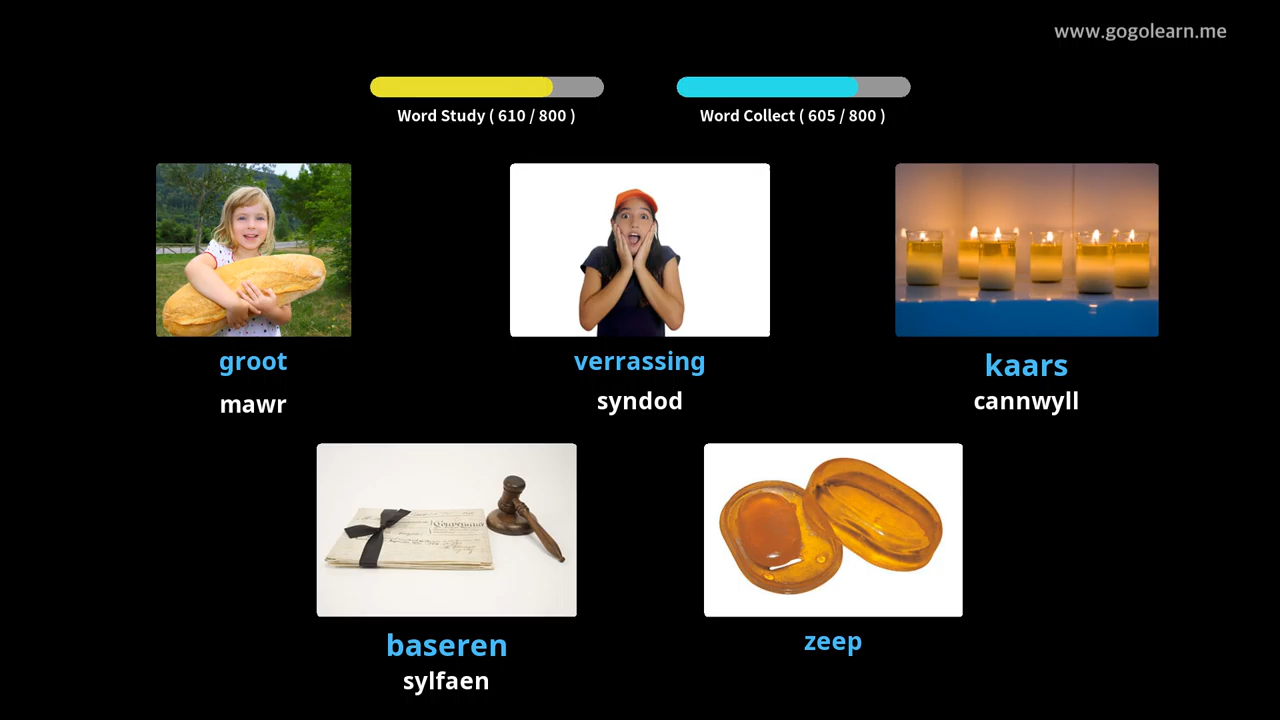 www.gogolearn.me
Word Study ( 610 / 800 )
Word Collect ( 605 / 800 )
groot
mawr
verrassing
syndod
kaars
cannwyll
baseren
sylfaen
zeep